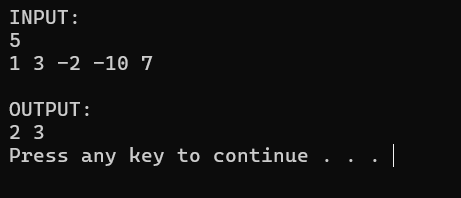 INPUT:
5
1 3 -2 -10 7
OUTPUT:
2 3
Press any key to continue . . .